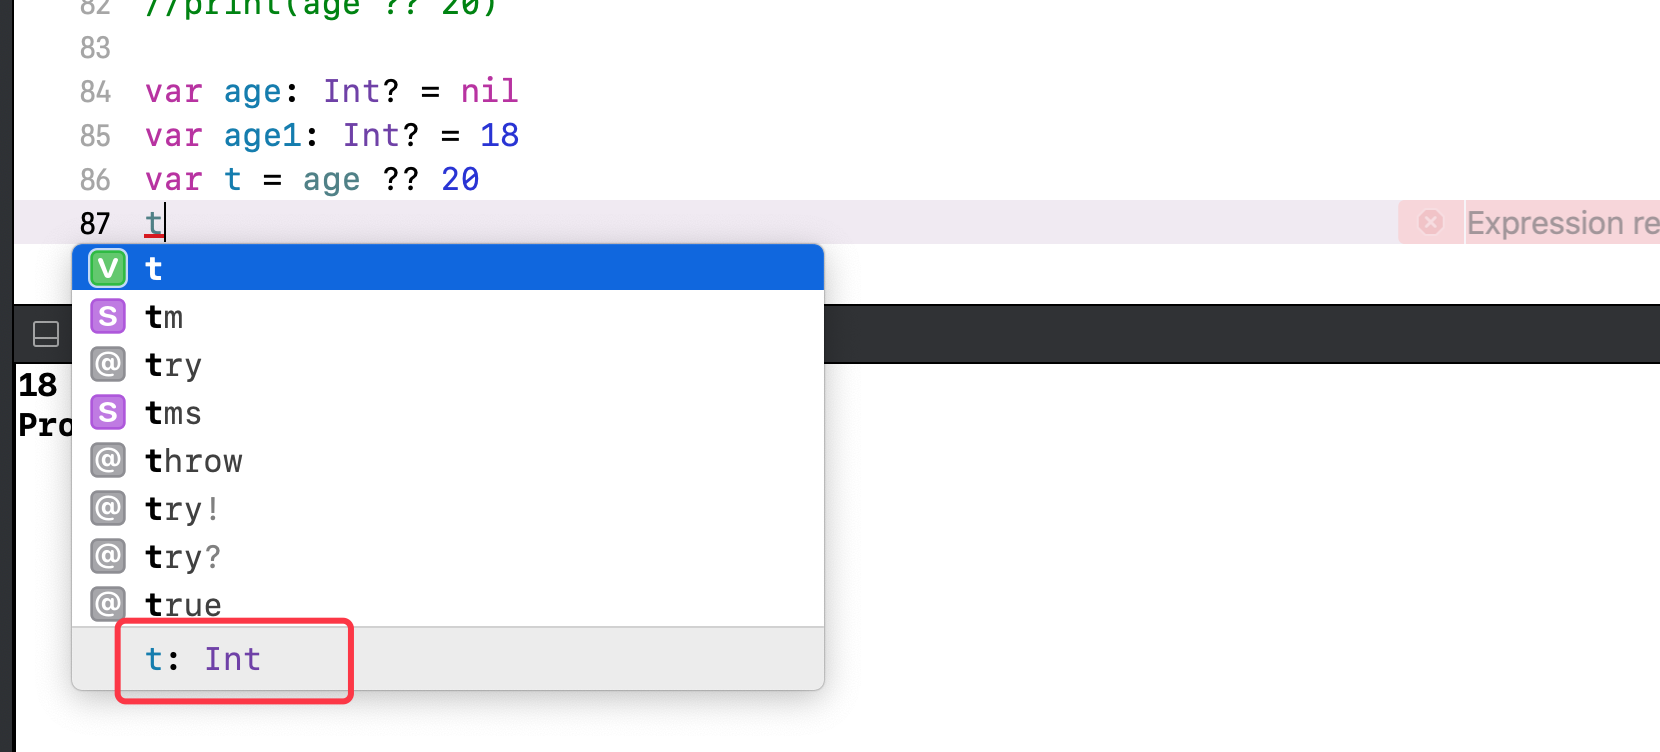 82 //print(age ?? 20)
83
84 var age: Int? = nil
85 var age1: Int? = 18
86 var t = age ?? 20
87 t
Expression re
V t
S tm
@ try
S tms
@ throw
@ try!
@ try?
@ true
t: Int
18
Pro